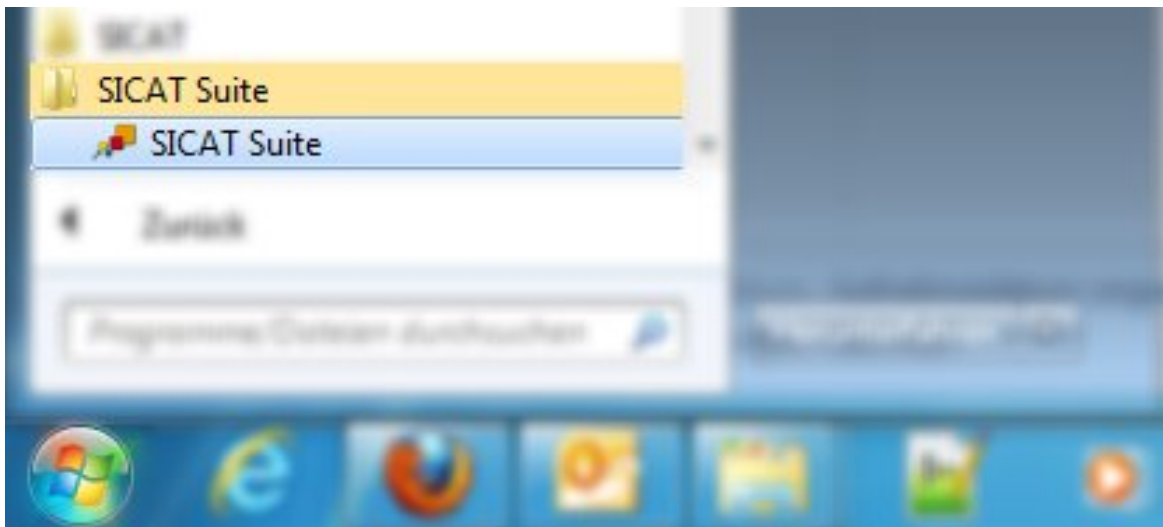 SICAT
SICAT Suite
SICAT Suite
Zurück
Programme/Dateien durchsuchen